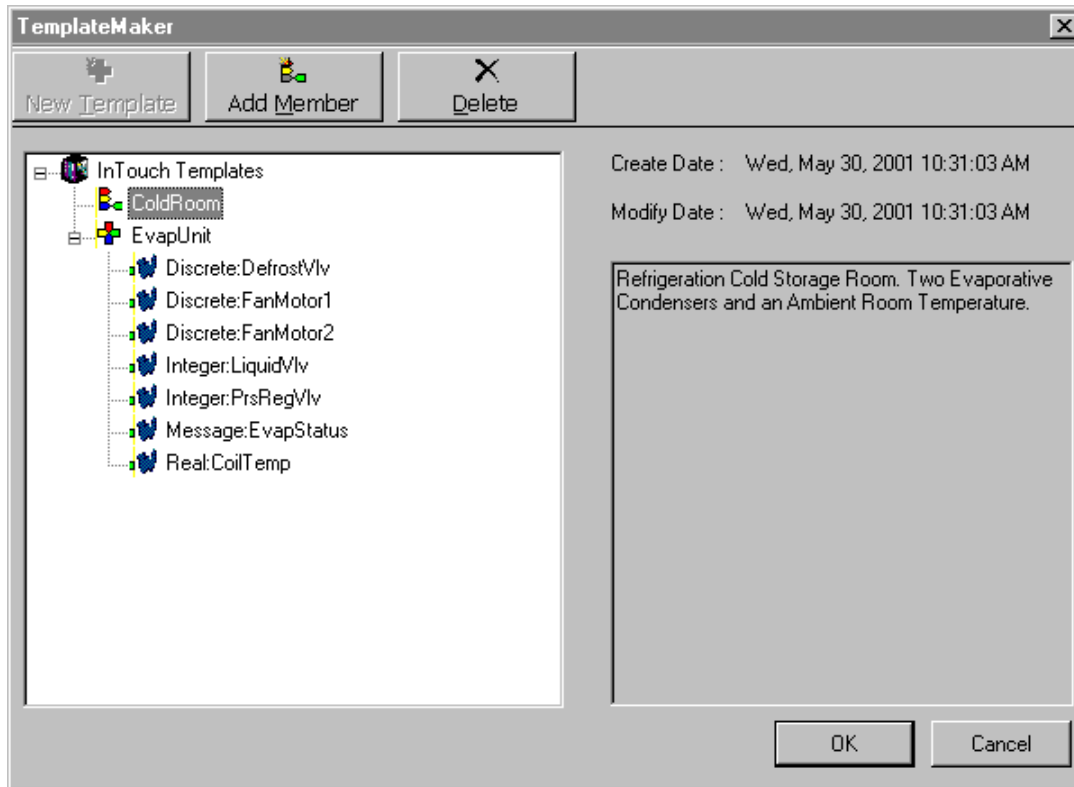 TemplateMaker
New Template
Add Member
Delete
InTouch Templates
ColdRoom
EvapUnit
Discrete:DefrostVlv
Discrete:FanMotor1
Discrete:FanMotor2
Integer:LiquidVlv
Integer:PrsRegVlv
Message:EvapStatus
Real:CoilTemp
Create Date : Wed, May 30, 2001 10:31:03 AM
Modify Date : Wed, May 30, 2001 10:31:03 AM
Refrigeration Cold Storage Room. Two Evaporative
Condensers and an Ambient Room Temperature.
OK
Cancel